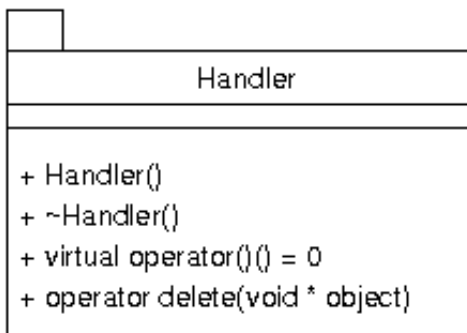 Handler
+ Handler()
+ ~Handler()
+ virtual operator()() = 0
+ operator delete(void * object)